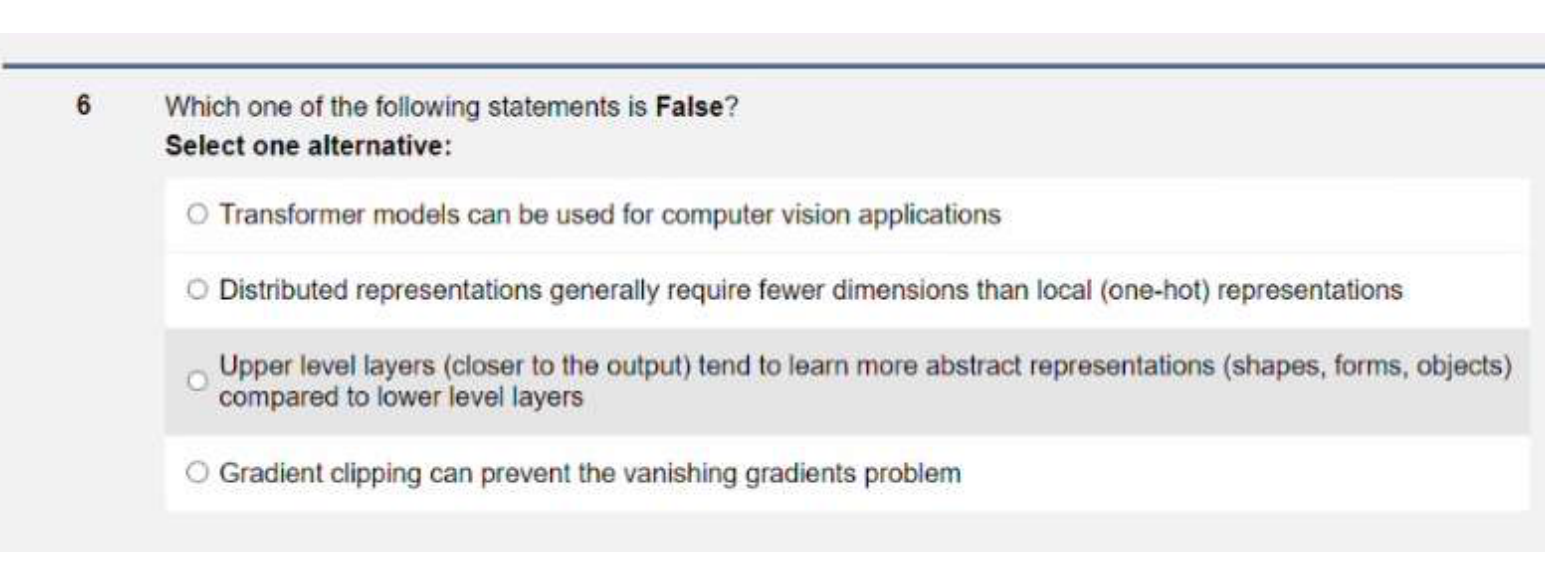 6 Which one of the following statements is False?
Select one alternative:
Transformer models can be used for computer vision applications
Distributed representations generally require fewer dimensions than local (one-hot) representations
Upper level layers (closer to the output) tend to learn more abstract representations (shapes, forms, objects)
compared to lower level layers
Gradient clipping can prevent the vanishing gradients problem